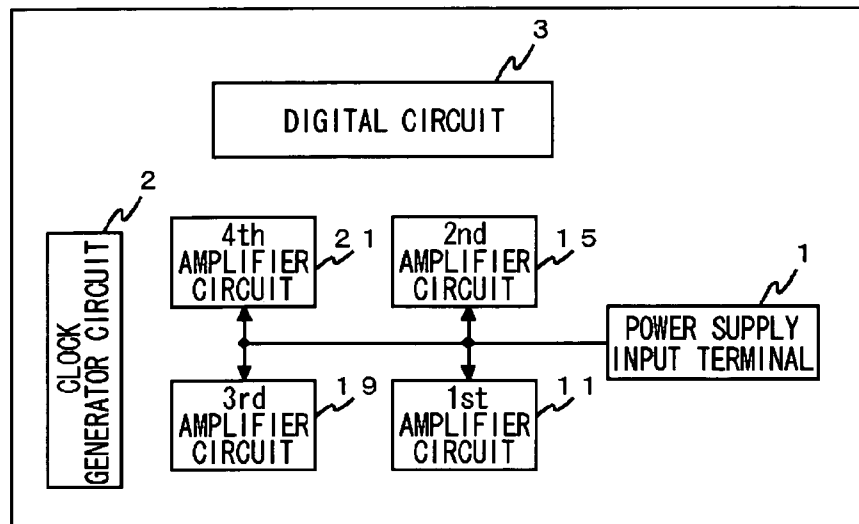 3
DIGITAL CIRCUIT
2
CLOCK
GENERATOR CIRCUIT
4th
AMPLIFIER
CIRCUIT
21
2nd
AMPLIFIER
CIRCUIT
15
1
POWER SUPPLY
INPUT TERMINAL
3rd
AMPLIFIER
CIRCUIT
19
1st
AMPLIFIER
CIRCUIT
11